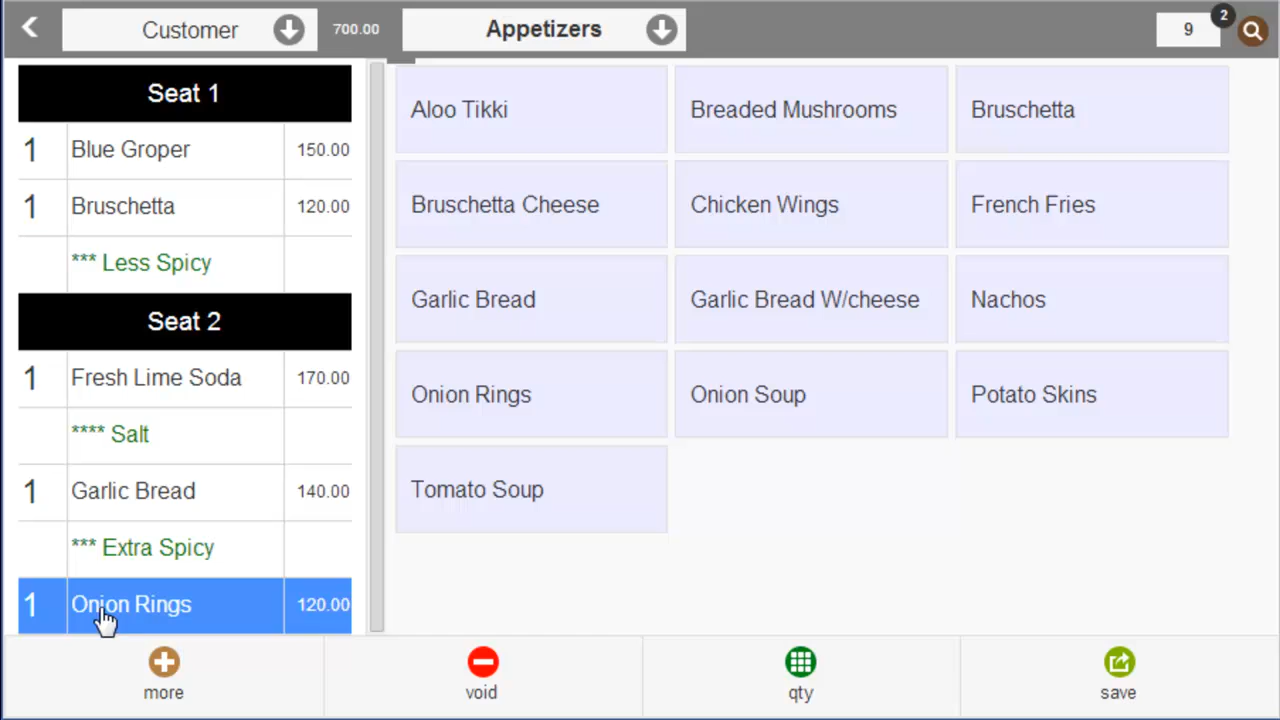 Customer 700.00 Appetizers 9 2
Seat 1
1 Blue Groper 150.00
1 Bruschetta 120.00
*** Less Spicy
Seat 2
1 Fresh Lime Soda 170.00
**** Salt
1 Garlic Bread 140.00
*** Extra Spicy
1 Onion Rings 120.00
Aloo Tikki Breaded Mushrooms Bruschetta
Bruschetta Cheese Chicken Wings French Fries
Garlic Bread Garlic Bread W/cheese Nachos
Onion Rings Onion Soup Potato Skins
Tomato Soup
more void qty save